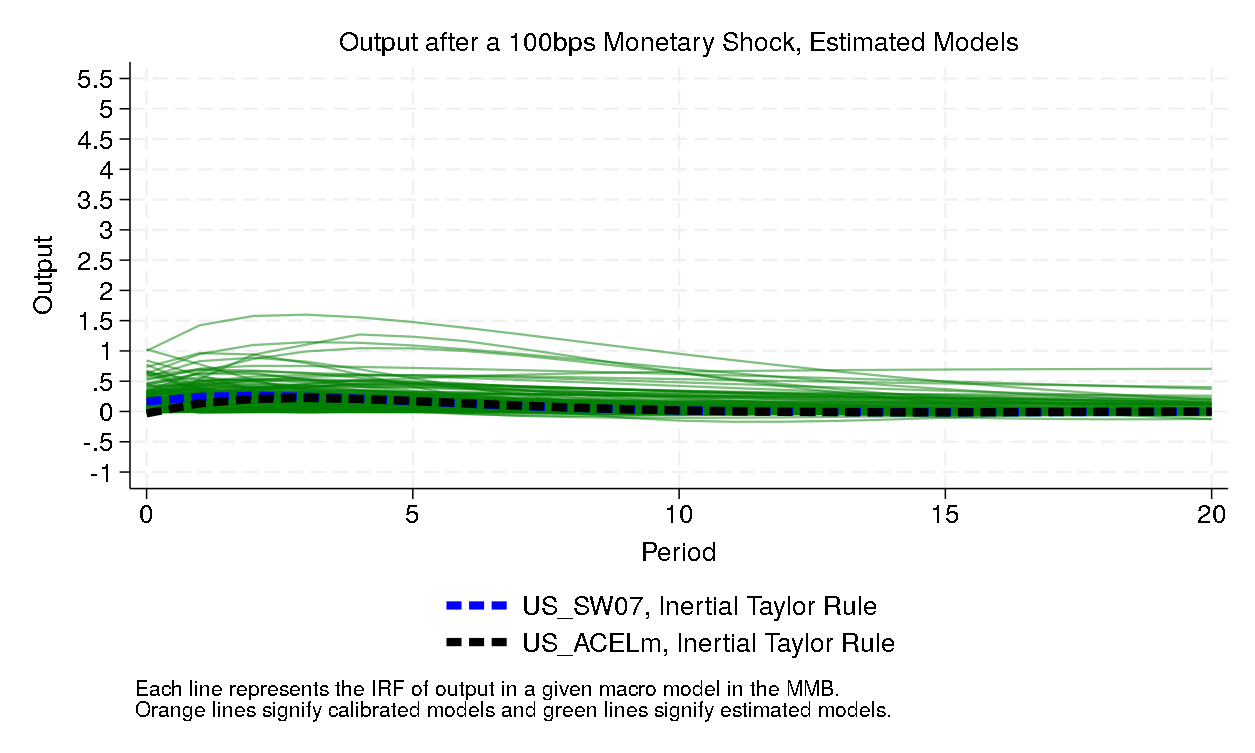 Output after a 100bps Monetary Shock, Estimated Models
5.5
5
4.5
4
3.5
3
2.5
2
1.5
1
.5
0
-.5
-1
Output
0 5 10 15 20
Period
US_SW07, Inertial Taylor Rule
US_ACELm, Inertial Taylor Rule
Each line represents the IRF of output in a given macro model in the MMB.
Orange lines signify calibrated models and green lines signify estimated models.